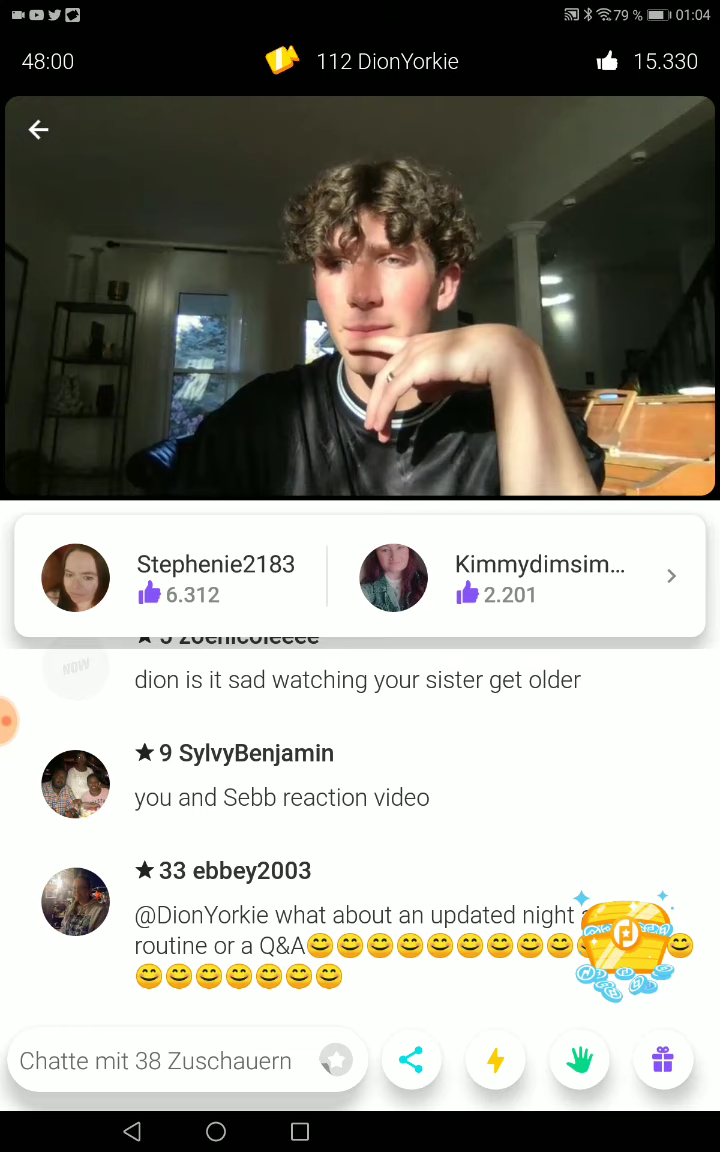 79 % 01:04
48:00 112 DionYorkie 15.330
Stephenie2183 Kimmydimsim...
6.312 2.201
NOW
dion is it sad watching your sister get older
★ 9 SylvyBenjamin
you and Sebb reaction video
★ 33 ebbey2003
@DionYorkie what about an updated night
routine or a Q&A😊😊😊😊😊😊😊😊😊😊😊
😊😊😊😊😊😊😊
Chatte mit 38 Zuschauern